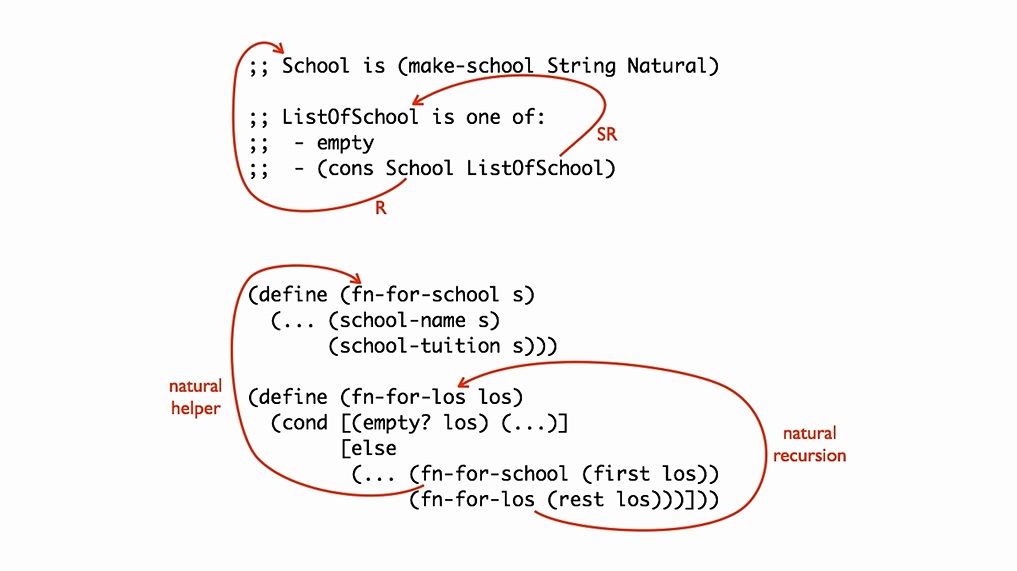 ;; School is (make-school String Natural)
;; ListOfSchool is one of:
;;  - empty
SR
;;  - (cons School ListOfSchool)
R
(define (fn-for-school s)
  (... (school-name s)
       (school-tuition s)))
natural
helper
(define (fn-for-los los)
  (cond [(empty? los) (...)]
        [else
         (... (fn-for-school (first los))
              (fn-for-los (rest los)))]))
natural
recursion